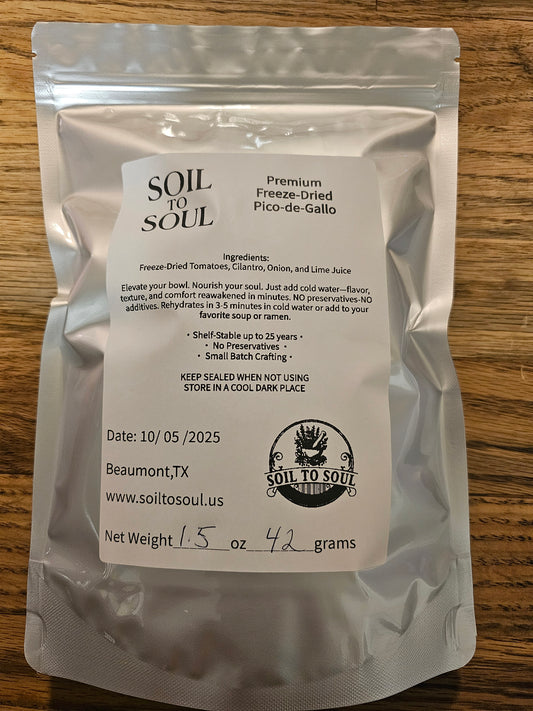 SOIL
TO
SOUL
Premium
Freeze-Dried
Pico-de-Gallo
Ingredients:
Freeze-Dried Tomatoes, Cilantro, Onion, and Lime Juice
Elevate your bowl. Nourish your soul. Just add cold water—flavor,
texture, and comfort reawakened in minutes. NO preservatives-NO
additives. Rehydrates in 3-5 minutes in cold water or add to your
favorite soup or ramen.
• Shelf-Stable up to 25 years •
• No Preservatives •
• Small Batch Crafting •
KEEP SEALED WHEN NOT USING
STORE IN A COOL DARK PLACE
Date: 10/ 05 /2025
Beaumont,TX
www.soiltosoul.us
SOIL TO SOUL
Net Weight 1.5 oz 42 grams